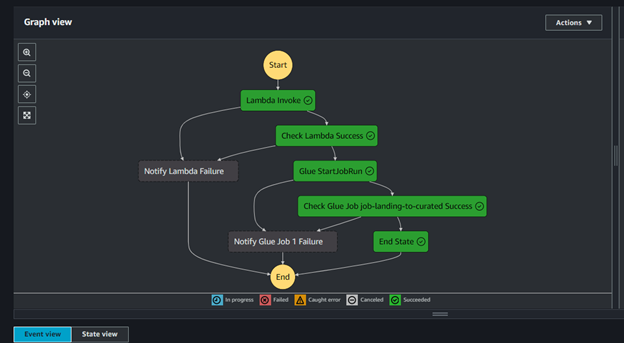 Graph view
Actions
Start
Lambda Invoke
Check Lambda Success
Notify Lambda Failure
Glue StartJobRun
Check Glue Job job-landing-to-curated Success
Notify Glue Job 1 Failure
End State
End
In progress
Failed
Caught error
Canceled
Succeeded
Event view
State view